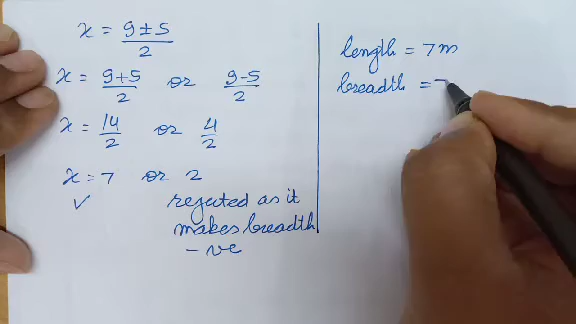 x = 9±5/2
x = 9+5/2 or 9-5/2
x = 14/2 or 4/2
x = 7 or 2
✓ rejected as it
makes breadth
-ve
length = 7m
breadth = 7